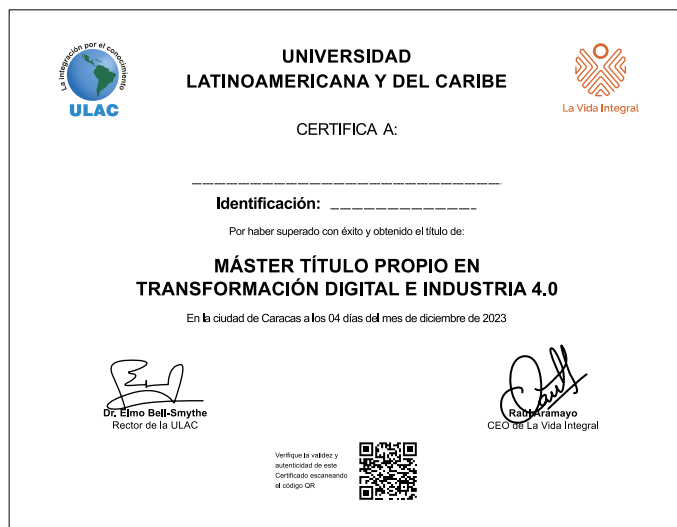 La integración por el conocimiento
ULAC
UNIVERSIDAD
LATINOAMERICANA Y DEL CARIBE
La Vida Integral
CERTIFICA A:
Identificación:
Por haber superado con éxito y obtenido el título de:
MÁSTER TÍTULO PROPIO EN
TRANSFORMACIÓN DIGITAL E INDUSTRIA 4.0
En la ciudad de Caracas a los 04 días del mes de diciembre de 2023
Dr. Elmo Bell-Smythe
Rector de la ULAC
Raúl Aramayo
CEO de La Vida Integral
Verifique la validez y
autenticidad de este
Certificado escaneando
el código QR